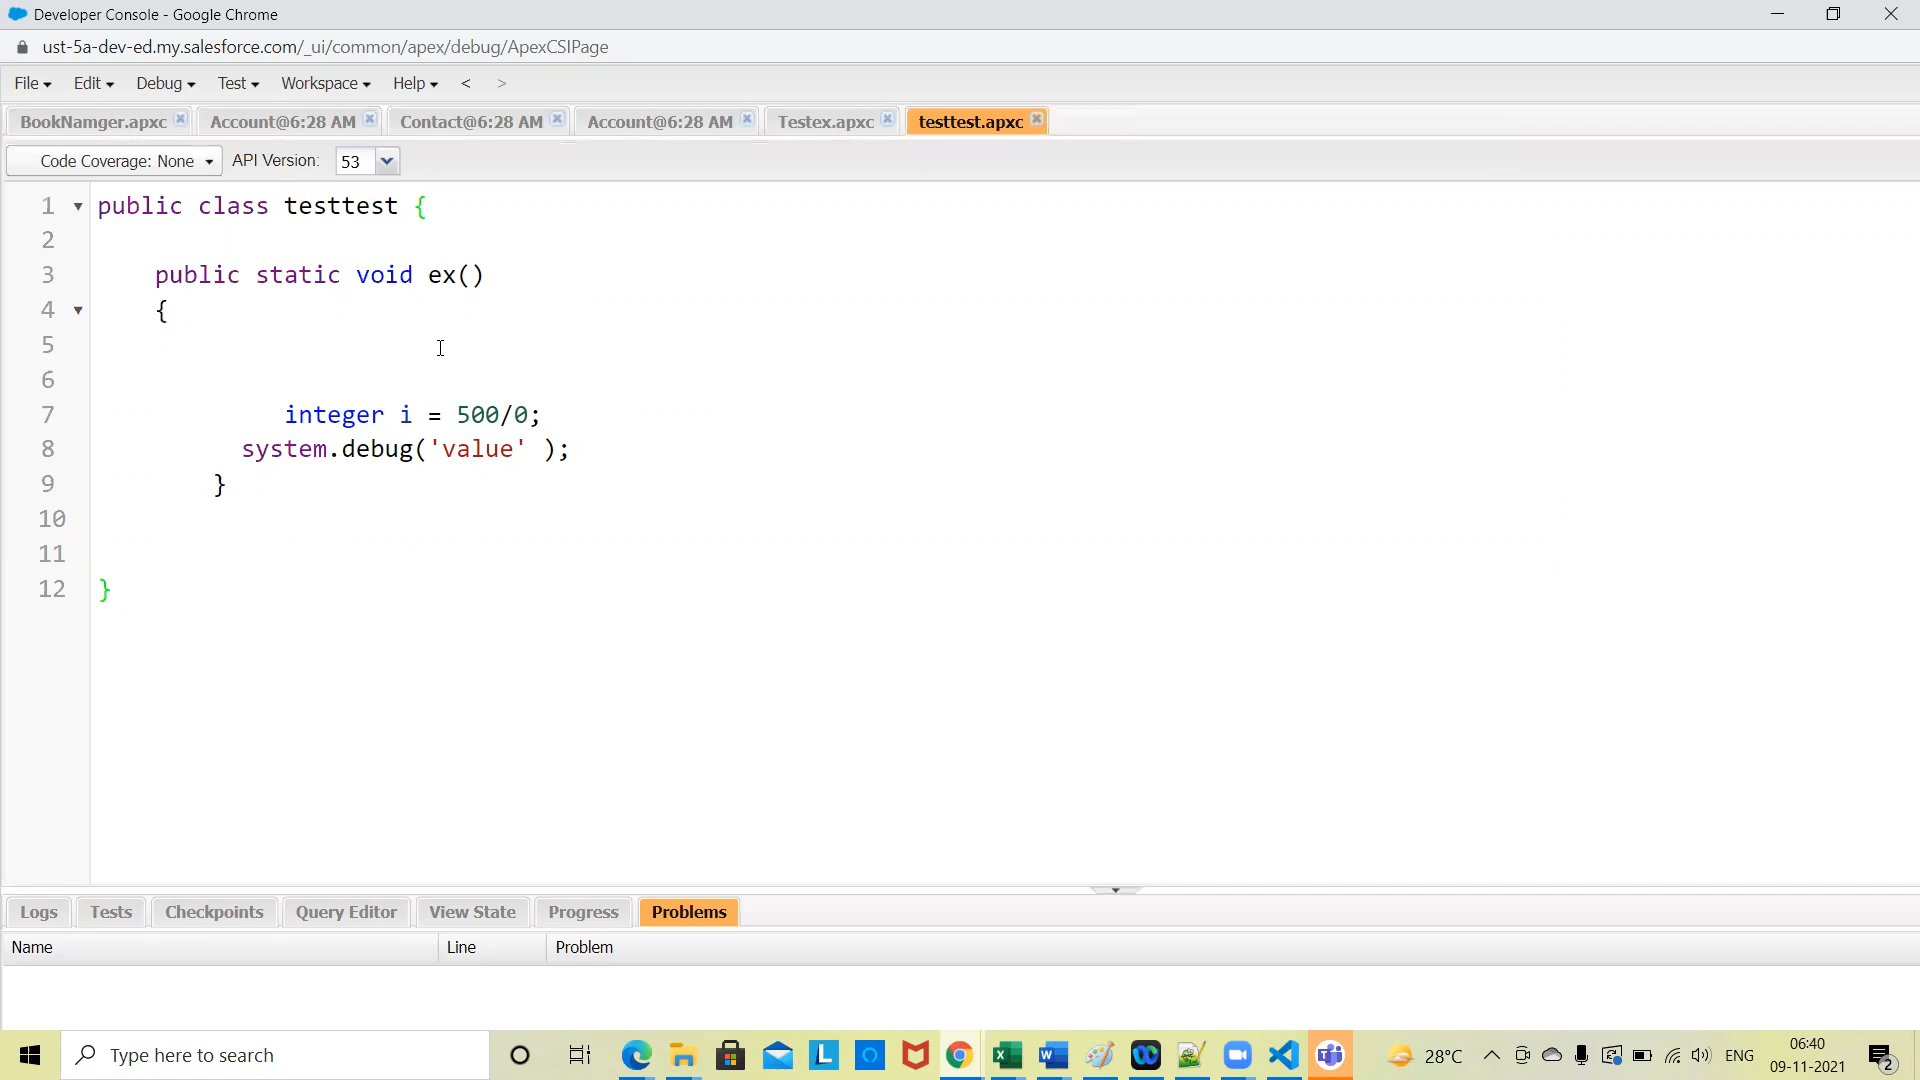 Developer Console - Google Chrome
ust-5a-dev-ed.my.salesforce.com/_ui/common/apex/debug/ApexCSIPage
File Edit Debug Test Workspace Help < >
BookNamger.apxc Account@6:28 AM Contact@6:28 AM Account@6:28 AM Testex.apxc testtest.apxc
Code Coverage: None API Version: 53
1 public class testtest {
2
3 public static void ex()
4 {
5
6
7 integer i = 500/0;
8 system.debug('value' );
9 }
10
11
12 }
Logs Tests Checkpoints Query Editor View State Progress Problems
Name Line Problem
Type here to search 28°C ENG 06:40
09-11-2021 2